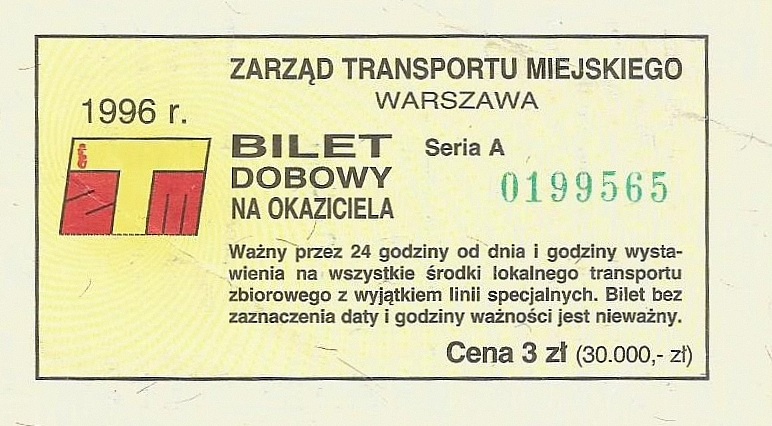 ZARZĄD TRANSPORTU MIEJSKIEGO
WARSZAWA
1996 r.
ZTM
BILET Seria A
DOBOWY 0199565
NA OKAZICIELA
Ważny przez 24 godziny od dnia i godziny wysta-
wienia na wszystkie środki lokalnego transportu
zbiorowego z wyjątkiem linii specjalnych. Bilet bez
zaznaczenia daty i godziny ważności jest nieważny.
Cena 3 zł (30.000,- zł)